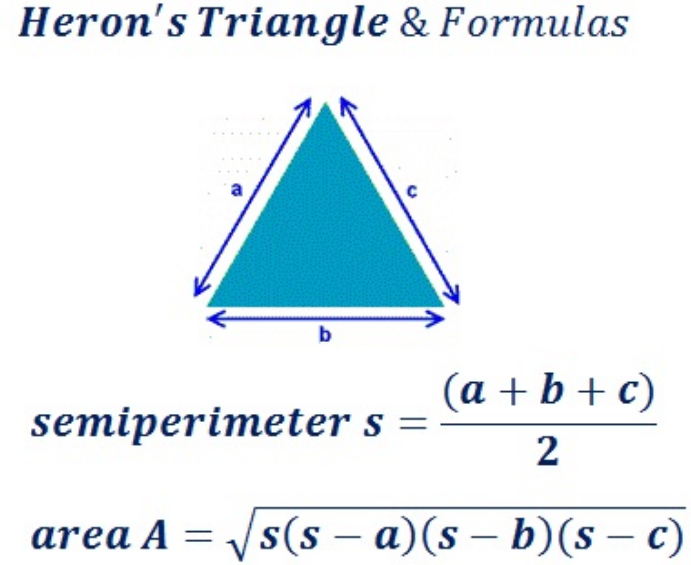 Heron's Triangle & Formulas
a
c
b
semiperimeter s = (a + b + c) / 2
area A = √s(s − a)(s − b)(s − c)